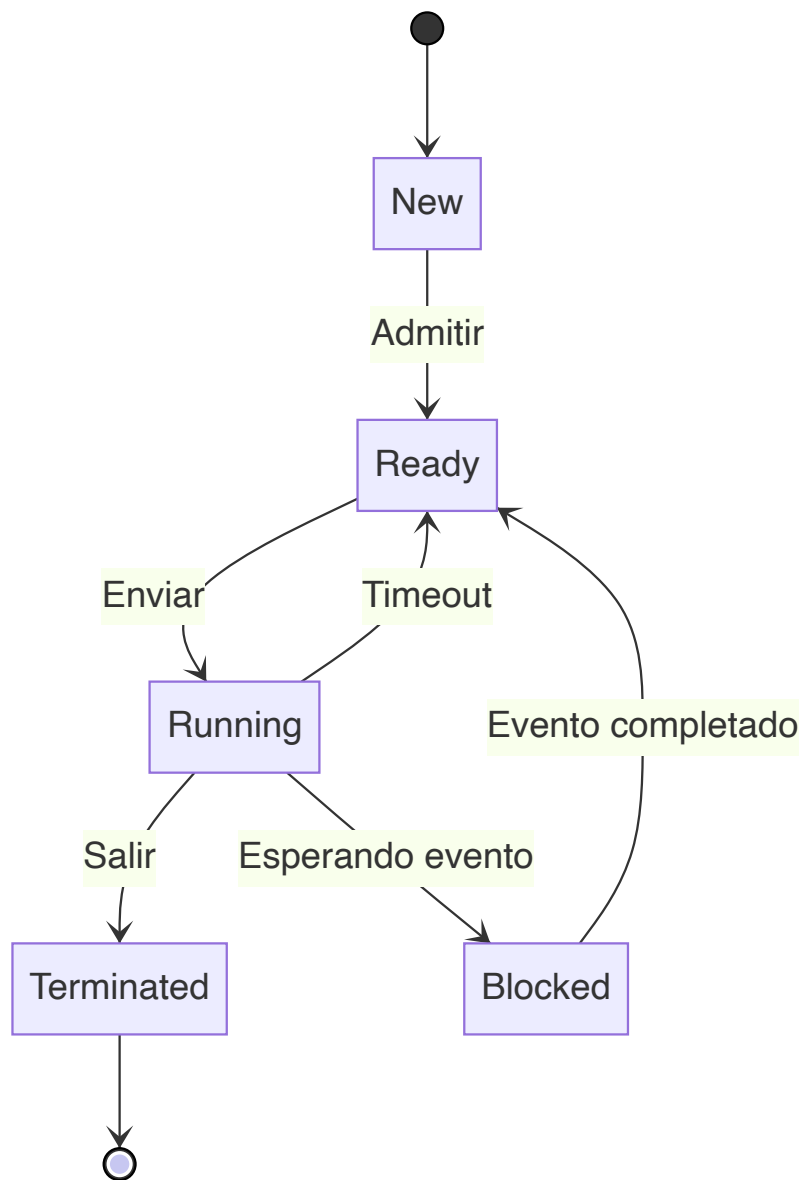 New
Admitir
Ready
Enviar
Timeout
Running
Evento completado
Salir
Esperando evento
Terminated
Blocked